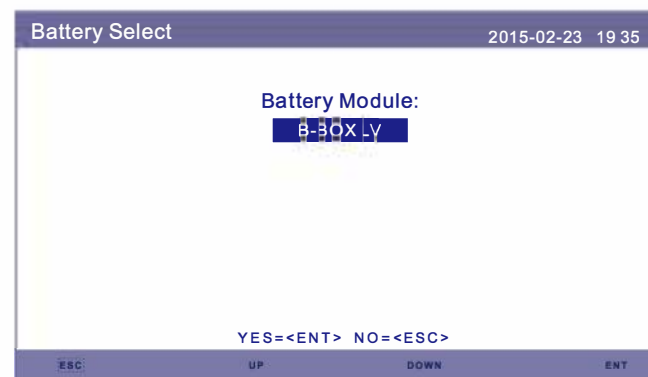 Battery Select 2015-02-23 19 35
Battery Module:
B-BOX LV
YES=<ENT> NO=<ESC>
ESC UP DOWN ENT